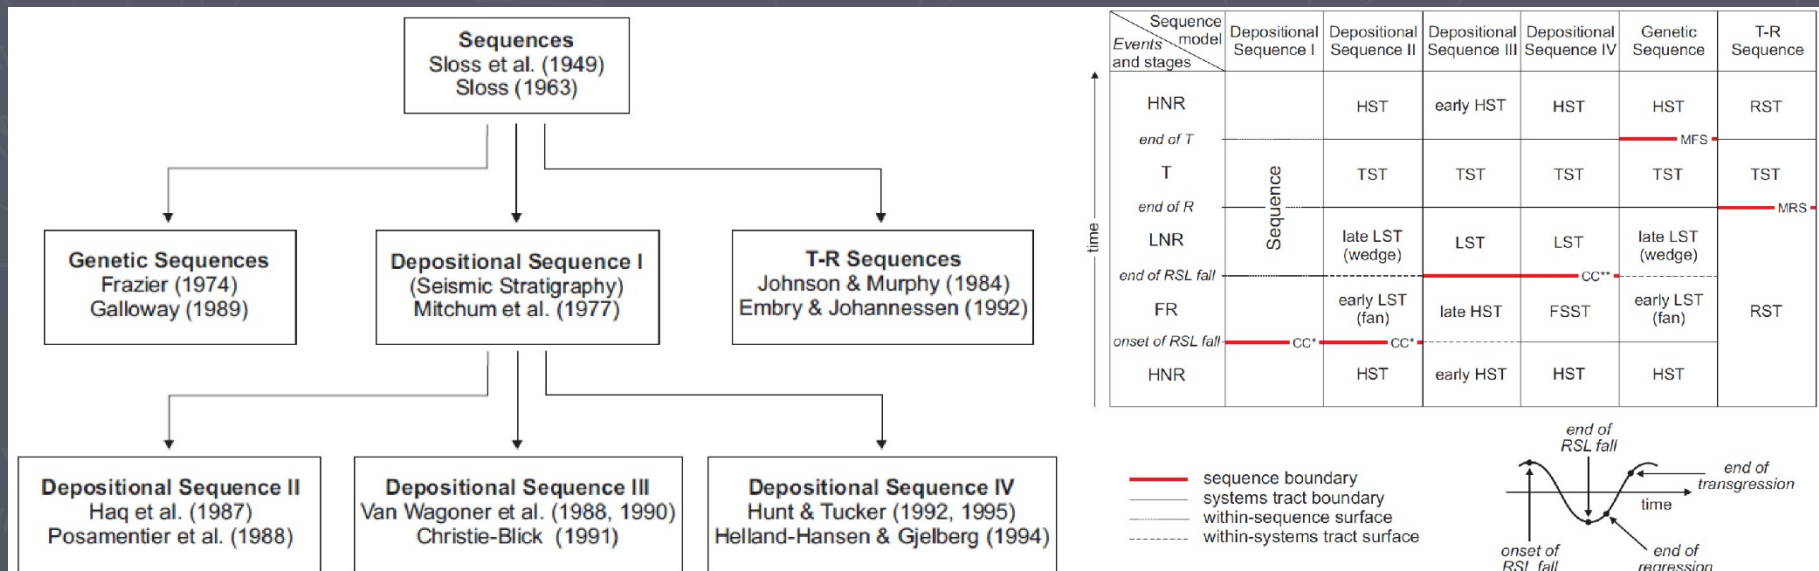 Sequences
Sloss et al. (1949)
Sloss (1963)
Genetic Sequences
Frazier (1974)
Galloway (1989)
Depositional Sequence I
(Seismic Stratigraphy)
Mitchum et al. (1977)
T-R Sequences
Johnson & Murphy (1984)
Embry & Johannessen (1992)
Depositional Sequence II
Haq et al. (1987)
Posamentier et al. (1988)
Depositional Sequence III
Van Wagoner et al. (1988, 1990)
Christie-Blick (1991)
Depositional Sequence IV
Hunt & Tucker (1992, 1995)
Helland-Hansen & Gjelberg (1994)
Sequence model
Events and stages
Depositional Sequence I
Depositional Sequence II
Depositional Sequence III
Depositional Sequence IV
Genetic Sequence
T-R Sequence
time
HNR HST early HST HST HST RST
end of T MFS
T Sequence TST TST TST TST TST
end of R MRS
LNR late LST (wedge) LST LST late LST (wedge)
end of RSL fall CC**
FR early LST (fan) late HST FSST early LST (fan) RST
onset of RSL fall CC* CC*
HNR HST early HST HST HST
sequence boundary
systems tract boundary
within-sequence surface
within-systems tract surface
end of
RSL fall
end of
transgression
time
onset of
RSL fall
end of
regression